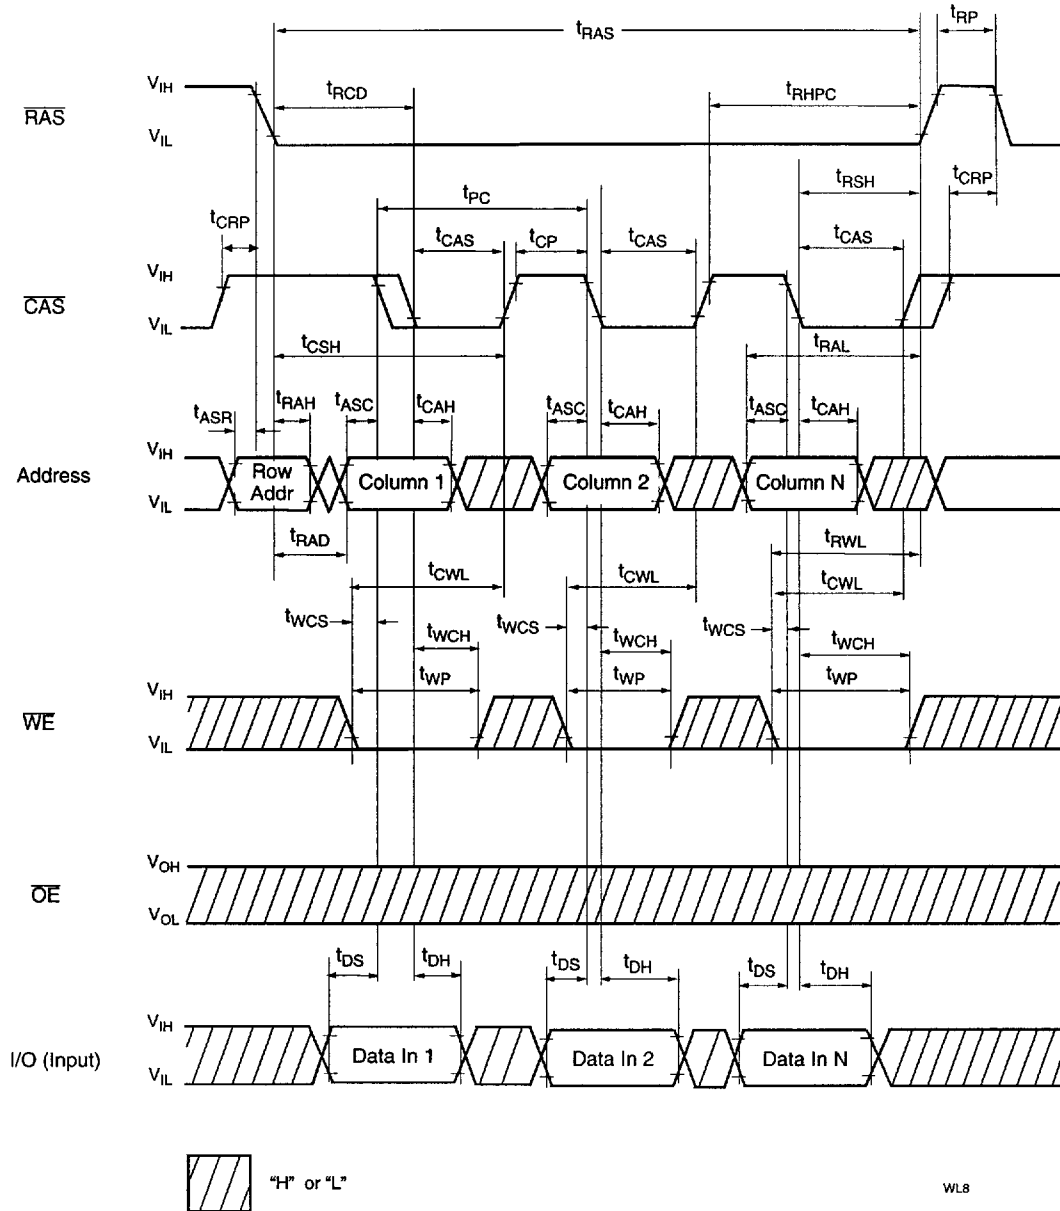 tRAS
tRP
VIH
RAS
VIL
tRCD
tRHPC
tRSH
tCRP
tPC
tCRP
tCAS
tCP
tCAS
tCAS
VIH
CAS
VIL
tCSH
tRAL
tASR
tRAH
tASC
tCAH
tASC
tCAH
tASC
tCAH
VIH
Address
VIL
Row
Addr
Column 1
Column 2
Column N
tRAD
tRWL
tCWL
tCWL
tCWL
tWCS
tWCH
tWCS
tWCH
tWCS
tWCH
tWP
tWP
tWP
VIH
WE
VIL
VOH
OE
VOL
tDS
tDH
tDS
tDH
tDS
tDH
VIH
I/O (Input)
VIL
Data In 1
Data In 2
Data In N
“H” or “L”
WL8